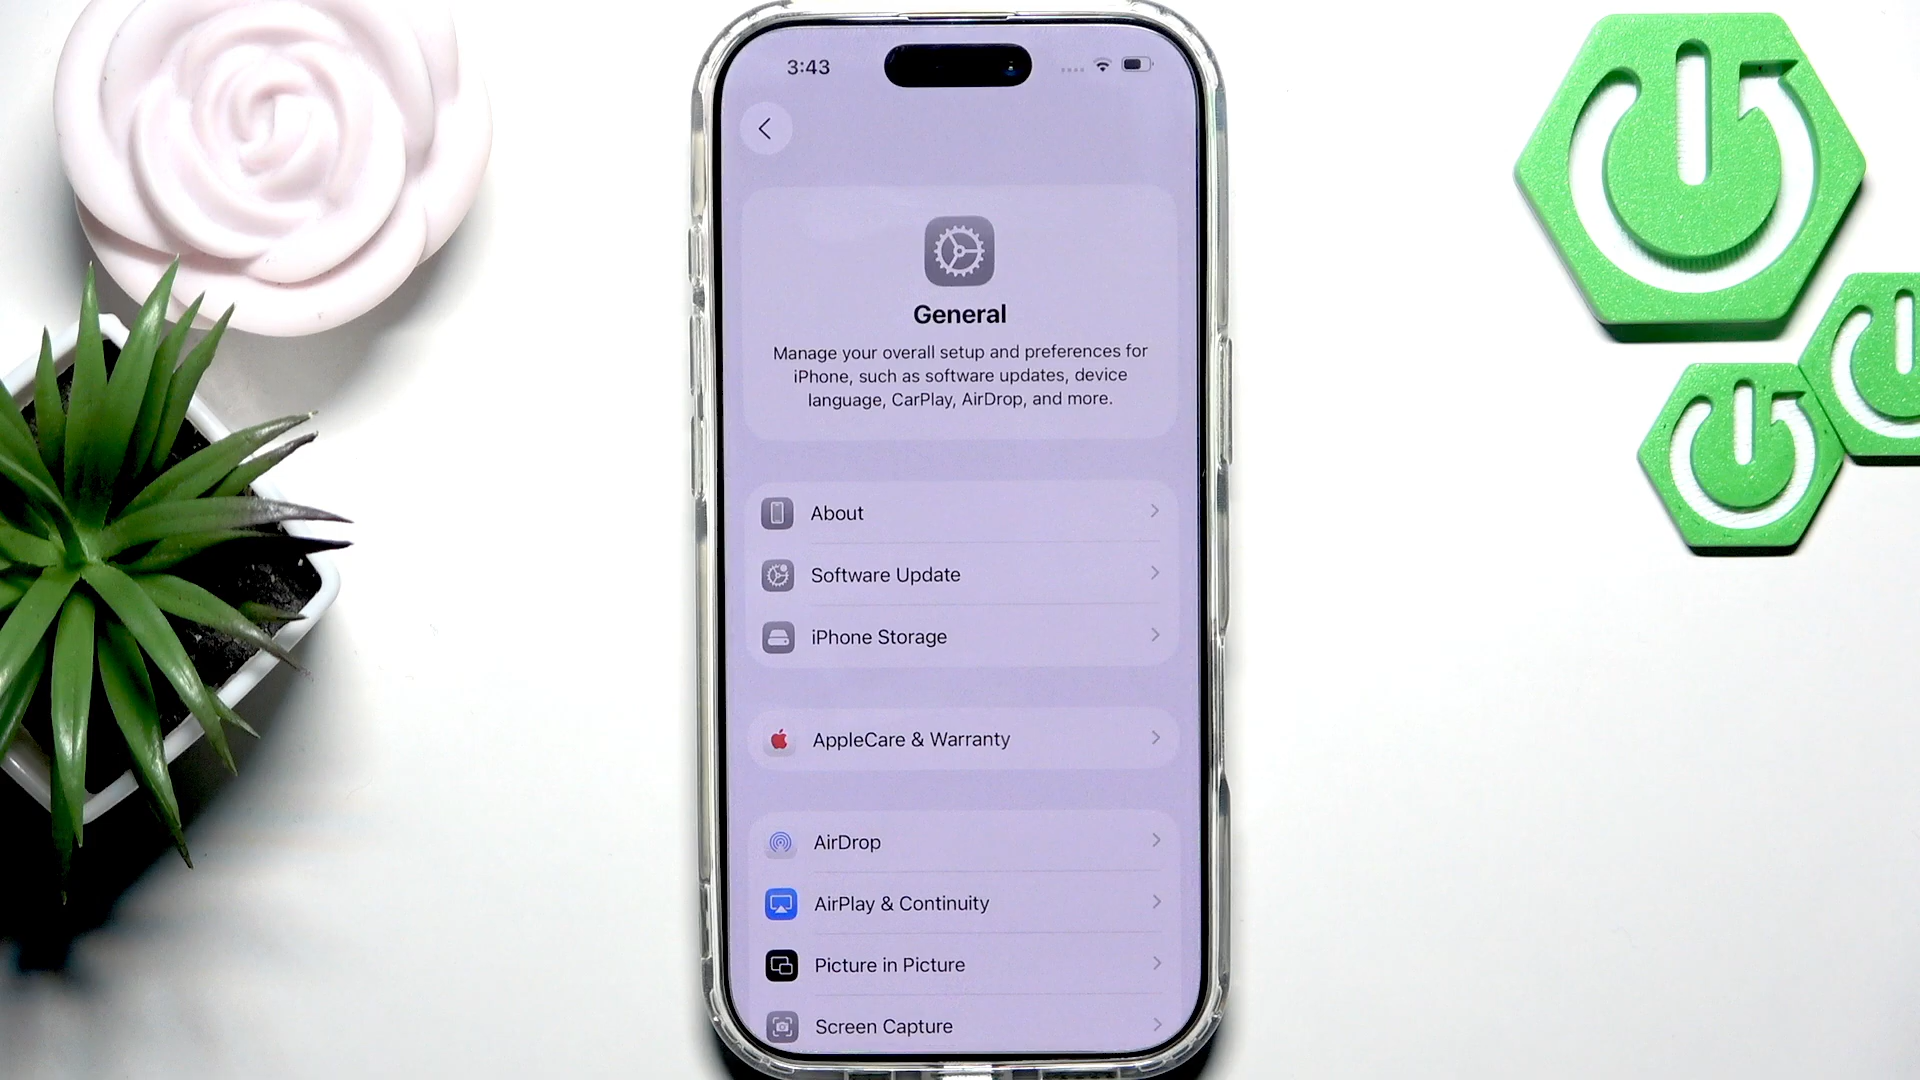 3:43
General
Manage your overall setup and preferences for
iPhone, such as software updates, device
language, CarPlay, AirDrop, and more.
About
Software Update
iPhone Storage
AppleCare & Warranty
AirDrop
AirPlay & Continuity
Picture in Picture
Screen Capture